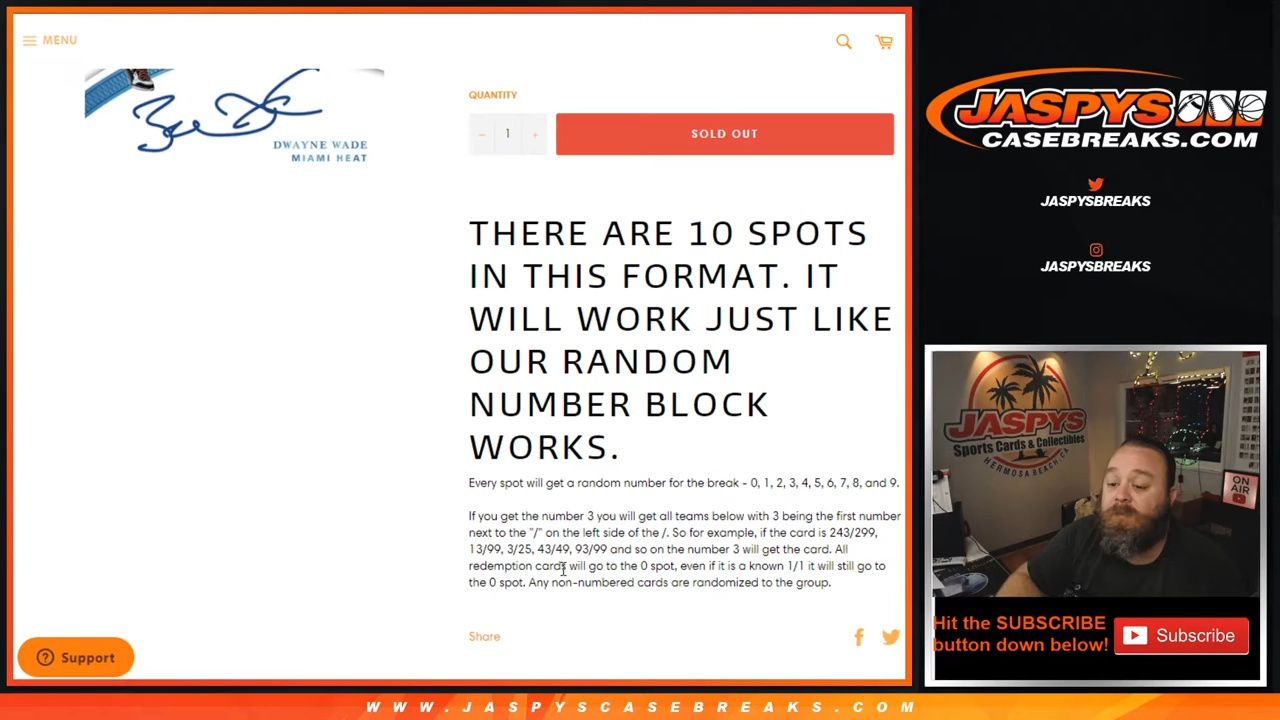 MENU
DWAYNE WADE
MIAMI HEAT
QUANTITY
− 1 +
SOLD OUT
THERE ARE 10 SPOTS
IN THIS FORMAT. IT
WILL WORK JUST LIKE
OUR RANDOM
NUMBER BLOCK
WORKS.
Every spot will get a random number for the break - 0, 1, 2, 3, 4, 5, 6, 7, 8, and 9.
If you get the number 3 you will get all teams below with 3 being the first number
next to the "/" on the left side of the /. So for example, if the card is 243/299,
13/99, 3/25, 43/49, 93/99 and so on the number 3 will get the card. All
redemption cards will go to the 0 spot, even if it is a known 1/1 it will still go to
the 0 spot. Any non-numbered cards are randomized to the group.
Share
Support
JASPYS
CASEBREAKS.COM
JASPYSBREAKS
JASPYSBREAKS
JASPYS
Sports Cards & Collectibles
HERMOSA BEACH, CA
ON AIR
Hit the SUBSCRIBE
button down below!
Subscribe
WWW.JASPYSCASEBREAKS.COM